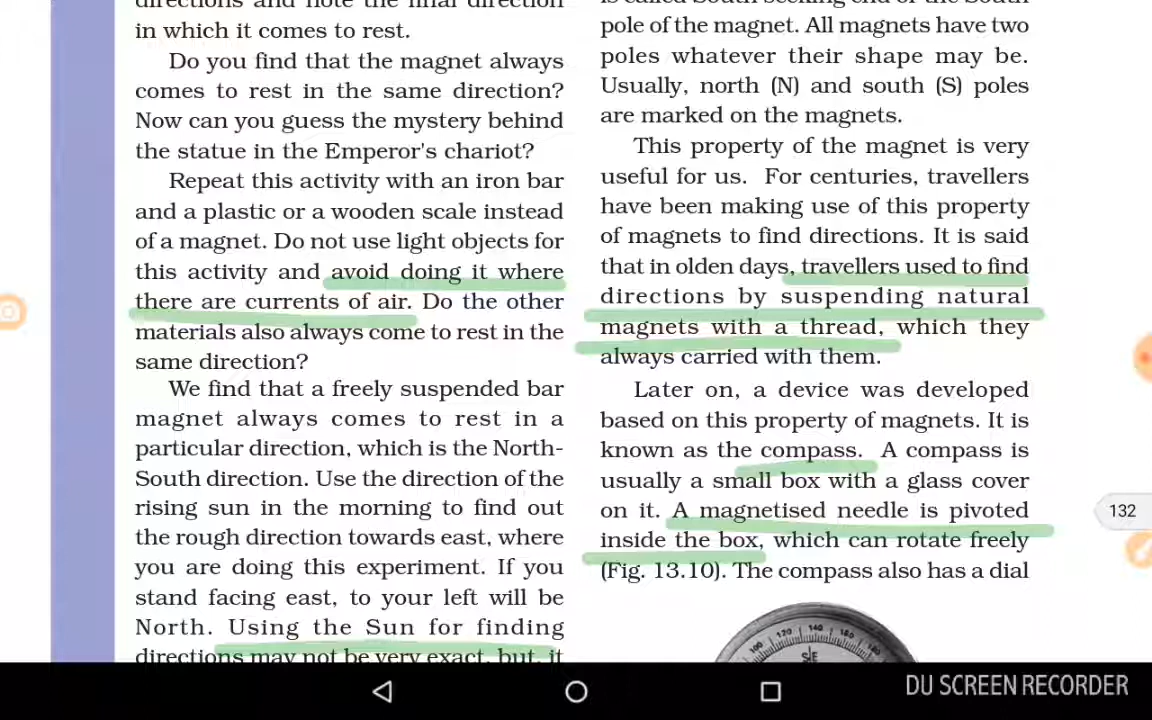 directions and note the final direction
in which it comes to rest.
Do you find that the magnet always
comes to rest in the same direction?
Now can you guess the mystery behind
the statue in the Emperor's chariot?
Repeat this activity with an iron bar
and a plastic or a wooden scale instead
of a magnet. Do not use light objects for
this activity and avoid doing it where
there are currents of air. Do the other
materials also always come to rest in the
same direction?
We find that a freely suspended bar
magnet always comes to rest in a
particular direction, which is the North-
South direction. Use the direction of the
rising sun in the morning to find out
the rough direction towards east, where
you are doing this experiment. If you
stand facing east, to your left will be
North. Using the Sun for finding
directions may not be very exact, but, it
is called South seeking end or the South
pole of the magnet. All magnets have two
poles whatever their shape may be.
Usually, north (N) and south (S) poles
are marked on the magnets.
This property of the magnet is very
useful for us. For centuries, travellers
have been making use of this property
of magnets to find directions. It is said
that in olden days, travellers used to find
directions by suspending natural
magnets with a thread, which they
always carried with them.
Later on, a device was developed
based on this property of magnets. It is
known as the compass. A compass is
usually a small box with a glass cover
on it. A magnetised needle is pivoted
inside the box, which can rotate freely
(Fig. 13.10). The compass also has a dial
100 120 140 160
S E
132
DU SCREEN RECORDER